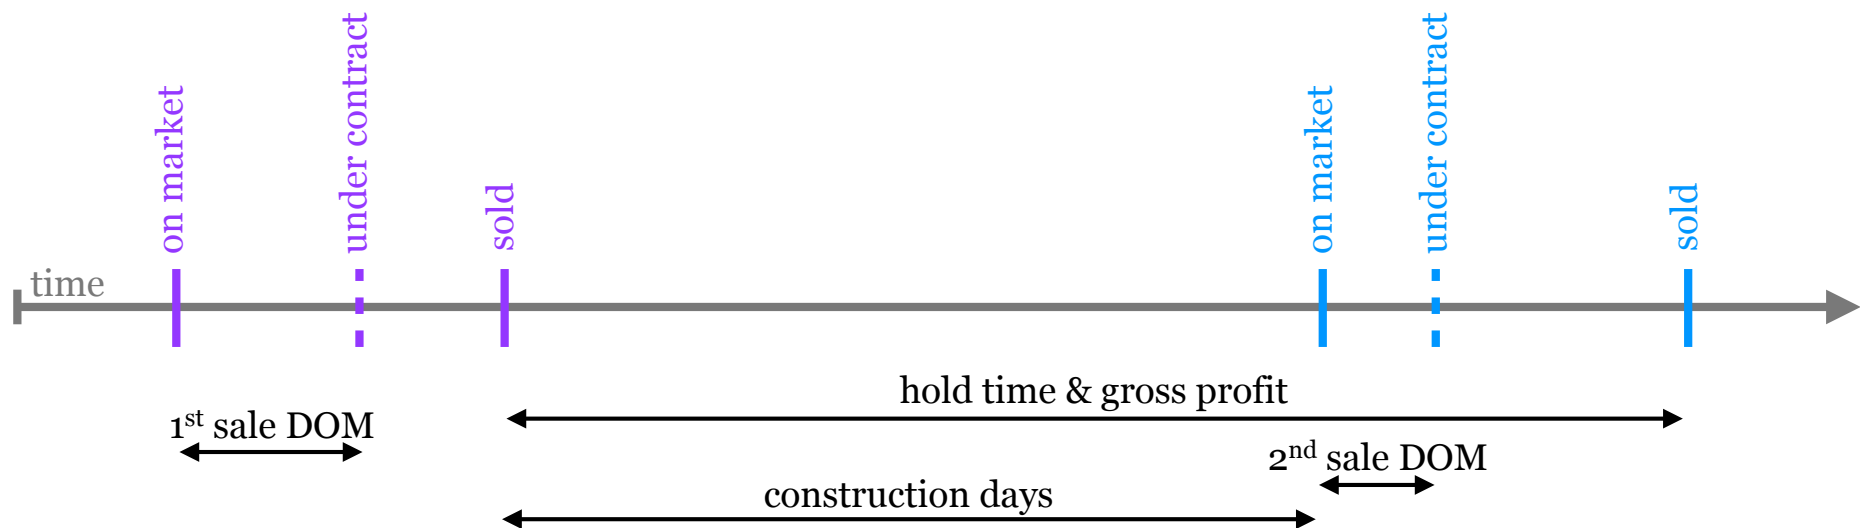 on market
under contract
sold
on market
under contract
sold
time
hold time & gross profit
1st sale DOM
2nd sale DOM
construction days